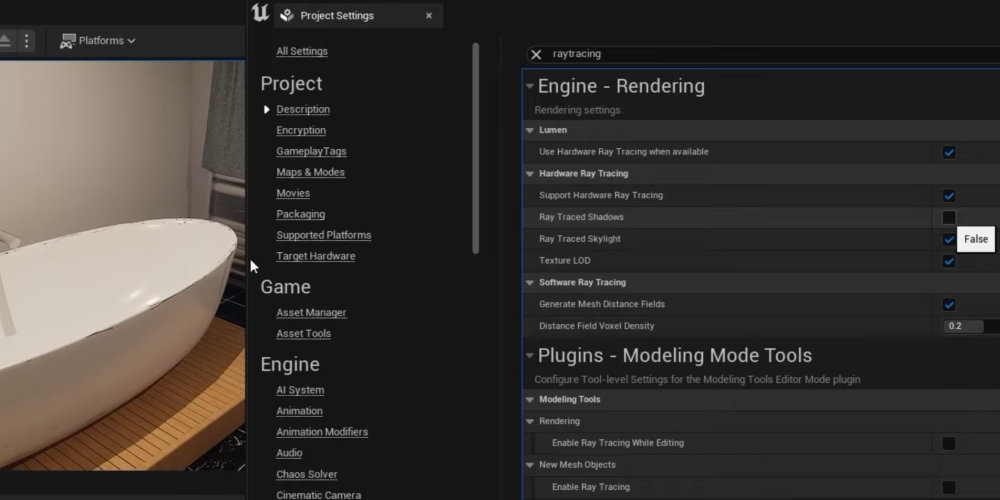 Platforms
Project Settings
All Settings
Project
Description
Encryption
GameplayTags
Maps & Modes
Movies
Packaging
Supported Platforms
Target Hardware
Game
Asset Manager
Asset Tools
Engine
AI System
Animation
Animation Modifiers
Audio
Chaos Solver
Cinematic Camera
raytracing
Engine - Rendering
Rendering settings.
Lumen
Use Hardware Ray Tracing when available
Hardware Ray Tracing
Support Hardware Ray Tracing
Ray Traced Shadows
Ray Traced Skylight
False
Texture LOD
Software Ray Tracing
Generate Mesh Distance Fields
Distance Field Voxel Density
0.2
Plugins - Modeling Mode Tools
Configure Tool-level Settings for the Modeling Tools Editor Mode plugin
Modeling Tools
Rendering
Enable Ray Tracing While Editing
New Mesh Objects
Enable Ray Tracing